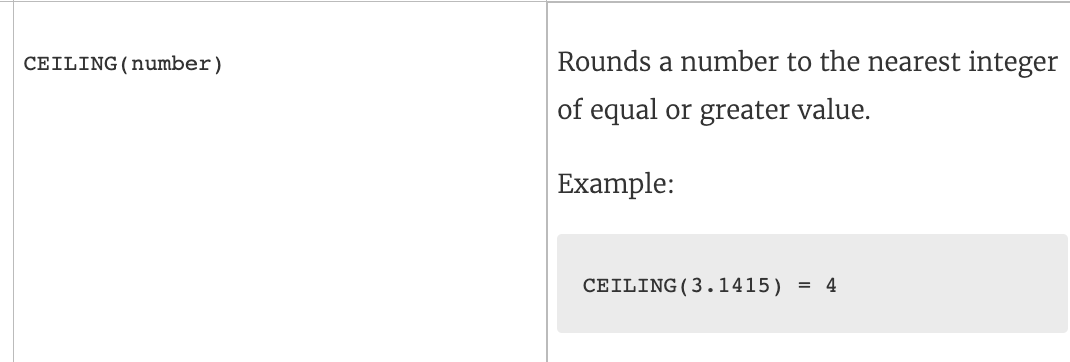 CEILING(number)
Rounds a number to the nearest integer
of equal or greater value.
Example:
CEILING(3.1415) = 4